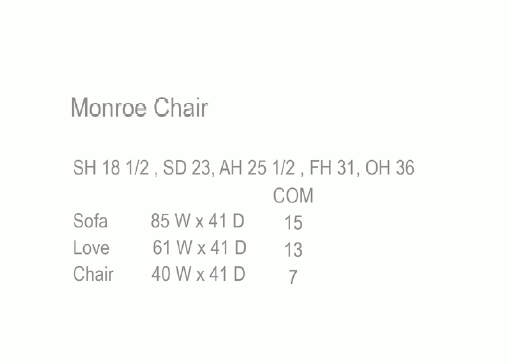 Monroe Chair
SH 18 1/2 , SD 23, AH 25 1/2 , FH 31, OH 36
COM
Sofa 85 W x 41 D 15
Love 61 W x 41 D 13
Chair 40 W x 41 D 7